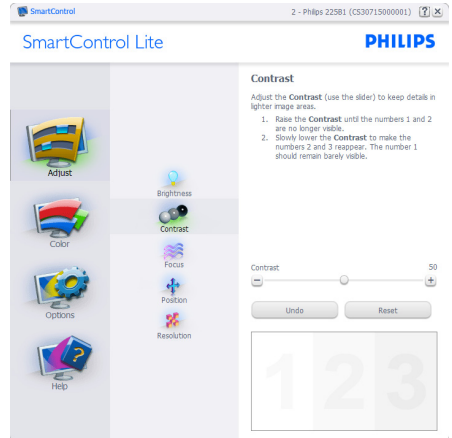 SmartControl
2 - Philips 225B1 (CS30715000001)
?
SmartControl Lite
PHILIPS
Adjust
Color
Options
Help
Brightness
Contrast
Focus
Position
Resolution
Contrast
Adjust the Contrast (use the slider) to keep details in
lighter image areas.
1. Raise the Contrast until the numbers 1 and 2
are no longer visible.
2. Slowly lower the Contrast to make the
numbers 2 and 3 reappear. The number 1
should remain barely visible.
Contrast 50
Undo Reset
1 2 3